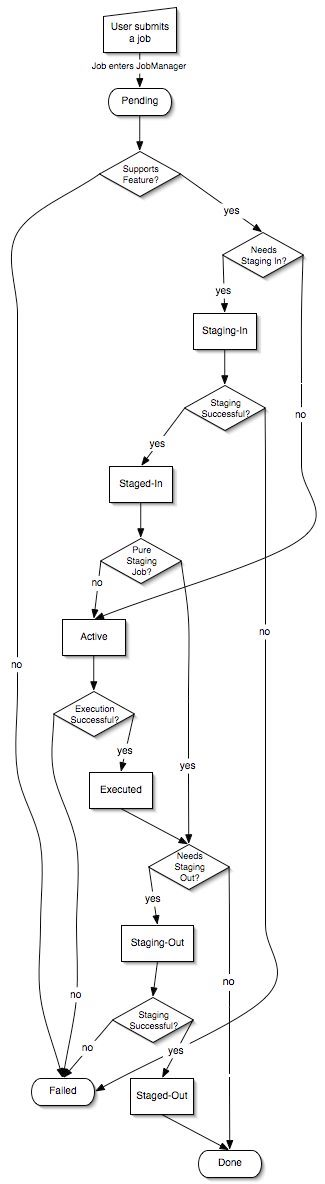 User submits
a job
Job enters JobManager
Pending
Supports
Feature?
yes
Needs
Staging In?
yes
Staging-In
Staging
Successful?
no
yes
Staged-In
Pure
Staging
Job?
no
Active
no
no
Execution
Successful?
yes
yes
Executed
Needs
Staging
Out?
yes
Staging-Out
no
no
Staging
Successful?
no
yes
Failed
Staged-Out
Done